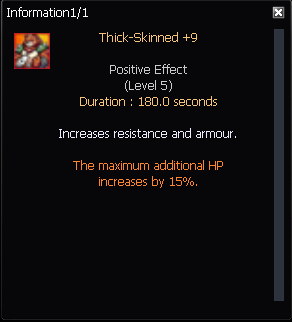 Information1/1
Thick-Skinned +9
Positive Effect
(Level 5)
Duration : 180.0 seconds
Increases resistance and armour.
The maximum additional HP
increases by 15%.